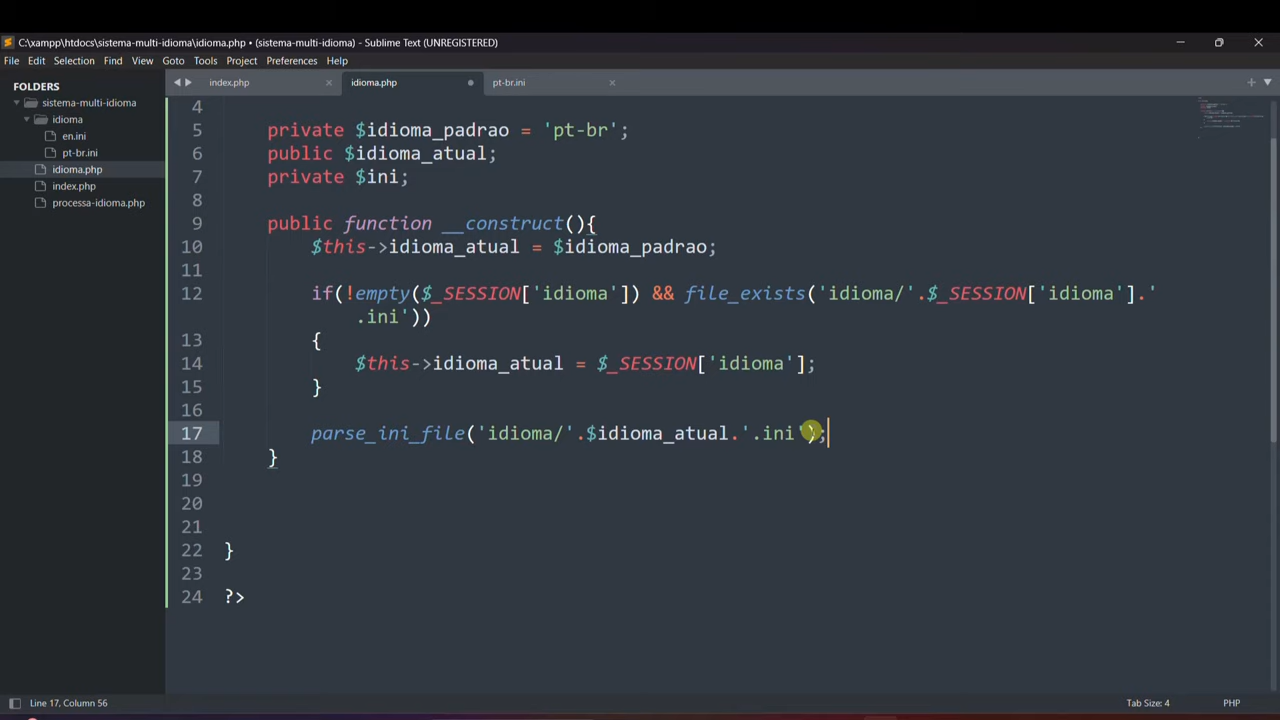 C:\xampp\htdocs\sistema-multi-idioma\idioma.php • (sistema-multi-idioma) - Sublime Text (UNREGISTERED)
File Edit Selection Find View Goto Tools Project Preferences Help
FOLDERS
sistema-multi-idioma
idioma
en.ini
pt-br.ini
idioma.php
index.php
processa-idioma.php
index.php idioma.php pt-br.ini
4
5 private $idioma_padrao = 'pt-br';
6 public $idioma_atual;
7 private $ini;
8
9 public function __construct(){
10 $this->idioma_atual = $idioma_padrao;
11
12 if(!empty($_SESSION['idioma']) && file_exists('idioma/'.$_SESSION['idioma'].'
.ini'))
13 {
14 $this->idioma_atual = $_SESSION['idioma'];
15 }
16
17 parse_ini_file('idioma/'.$idioma_atual.'.ini');
18 }
19
20
21
22 }
23
24 ?>
Line 17, Column 56 Tab Size: 4 PHP